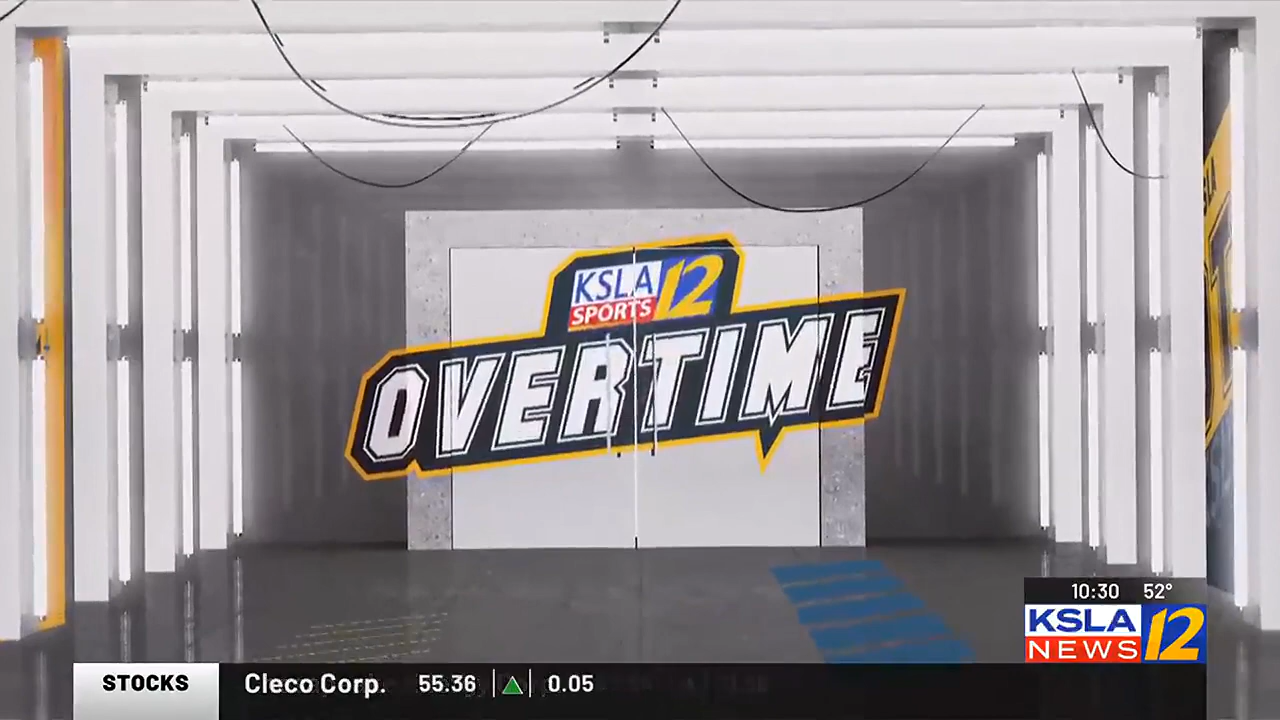 KSLA 12
SPORTS
OVERTIME
10:30 52°
KSLA 12
NEWS
STOCKS Cleco Corp. 55.36 0.05